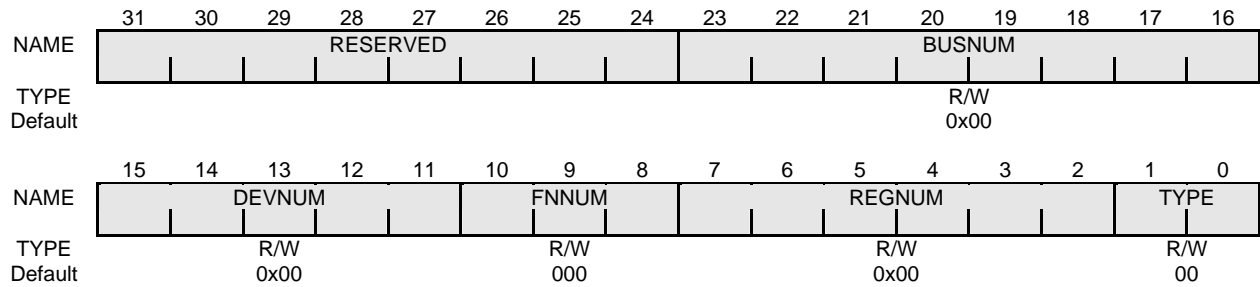 31 30 29 28 27 26 25 24 23 22 21 20 19 18 17 16
NAME RESERVED BUSNUM
TYPE R/W
Default 0x00
15 14 13 12 11 10 9 8 7 6 5 4 3 2 1 0
NAME DEVNUM FNNUM REGNUM TYPE
TYPE R/W R/W R/W R/W
Default 0x00 000 0x00 00